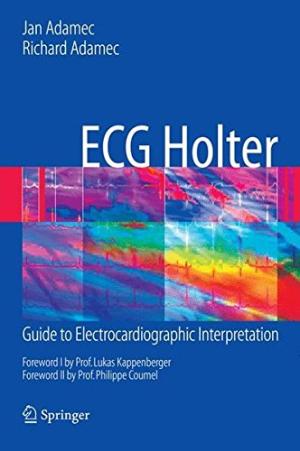 Jan Adamec
Richard Adamec
ECG Holter
Guide to Electrocardiographic Interpretation
Foreword I by Prof. Lukas Kappenberger
Foreword II by Prof. Philippe Coumel
Springer